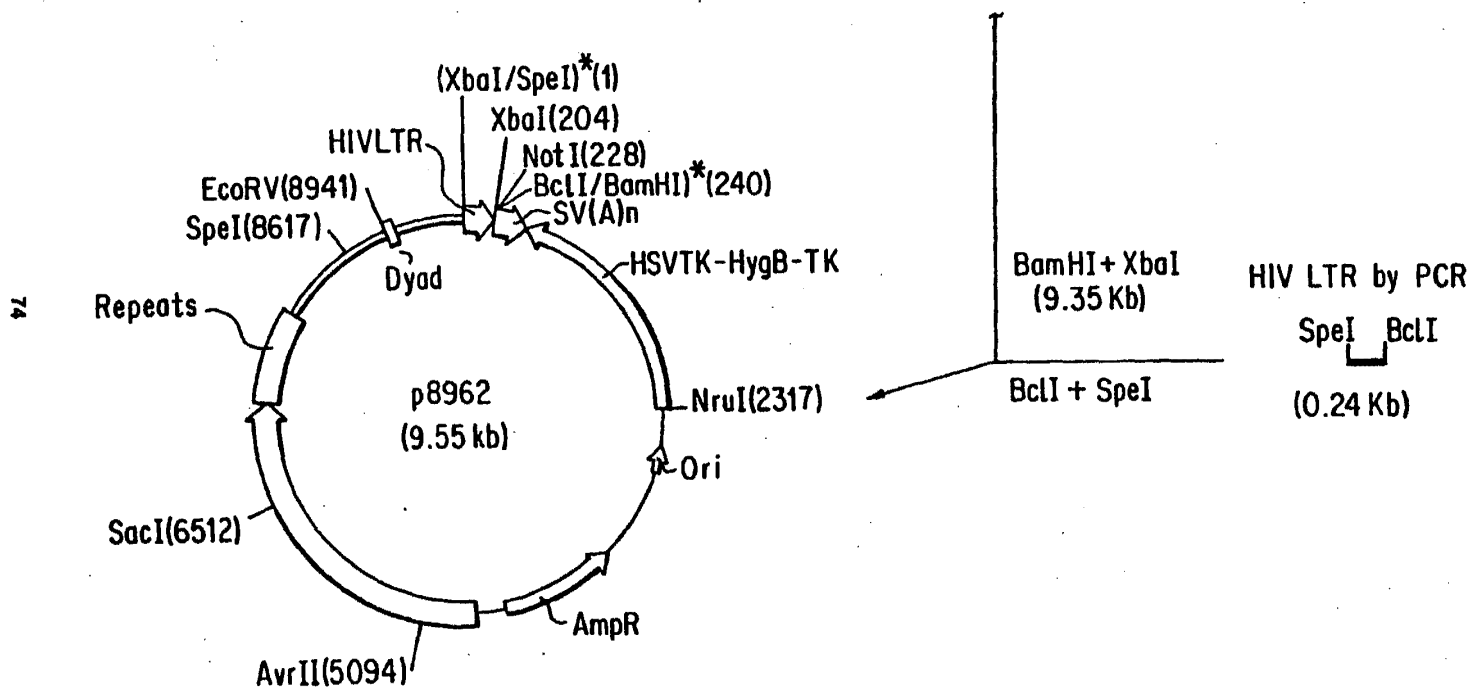 (XbaI/SpeI)*(1)
XbaI(204)
HIVLTR
NotI(228)
BclI/BamHI)*(240)
EcoRV(8941)
SV(A)n
SpeI(8617)
HSVTK-HygB-TK
Dyad
BamHI+XbaI
(9.35 Kb)
HIV LTR by PCR
74
Repeats
SpeI BclI
p8962
(9.55 kb)
NruI(2317)
BclI + SpeI
(0.24 Kb)
Ori
SacI(6512)
AmpR
AvrII(5094)